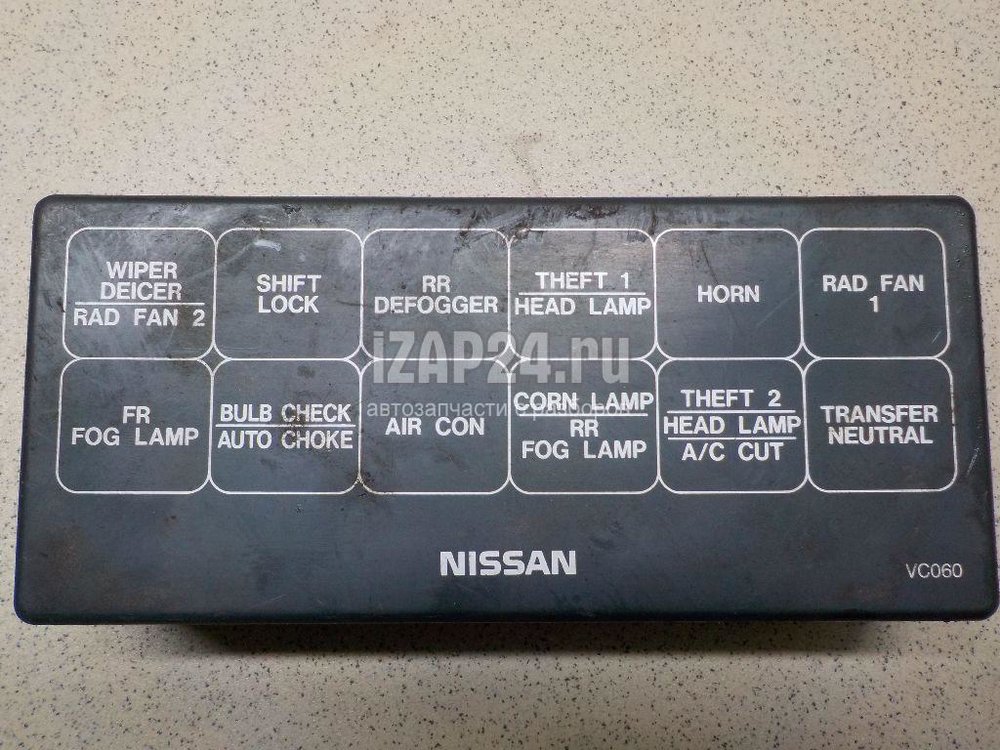 WIPER
DEICER
RAD FAN 2
SHIFT
LOCK
RR
DEFOGGER
THEFT 1
HEAD LAMP
HORN
RAD FAN
1
iZAP24.ru
FR
FOG LAMP
BULB CHECK
AUTO CHOKE
автозапчасти
AIR CON
CORN LAMP
RR
FOG LAMP
THEFT 2
HEAD LAMP
A/C CUT
TRANSFER
NEUTRAL
NISSAN
VC060